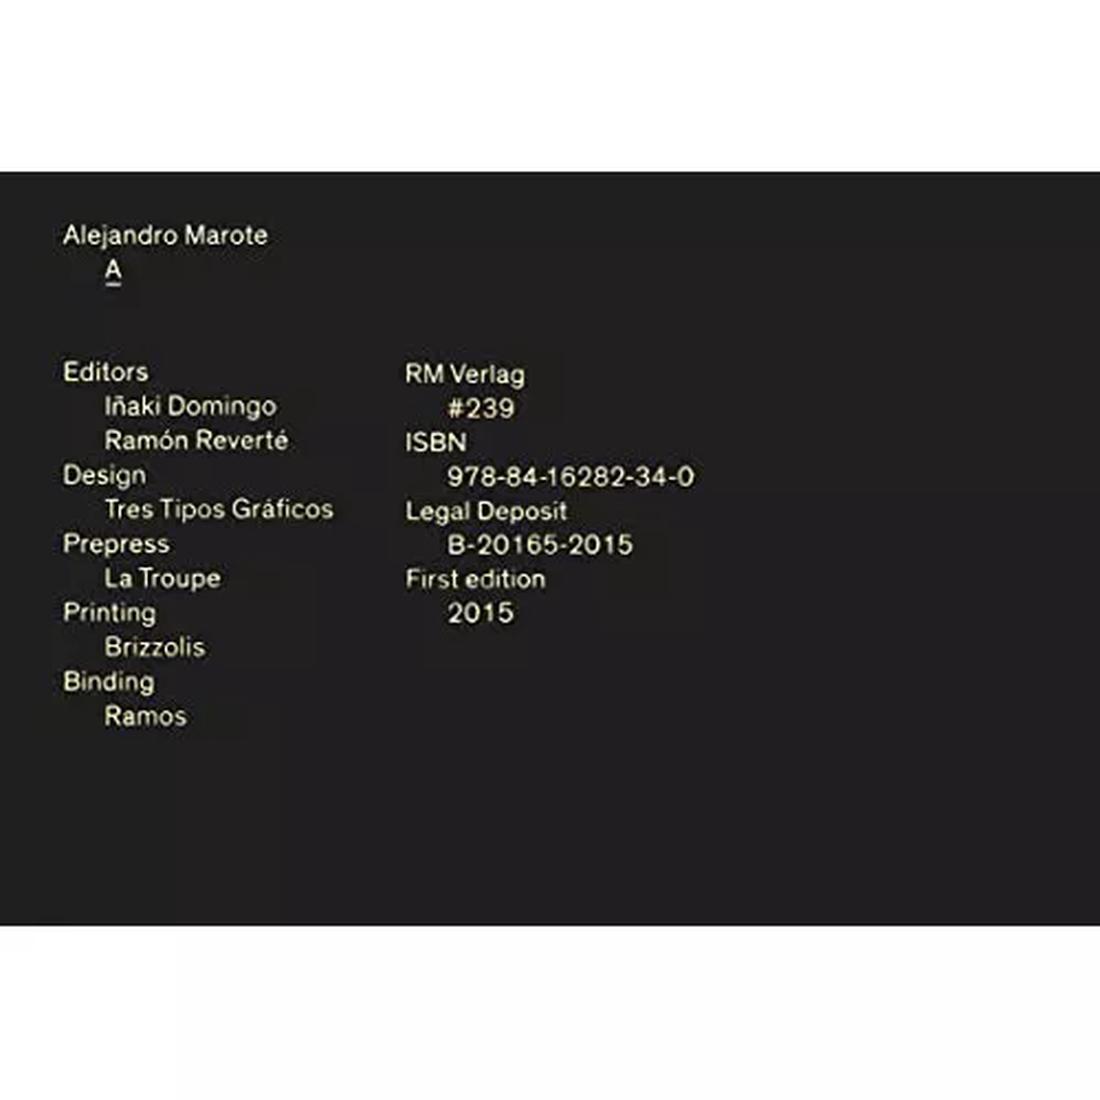 Alejandro Marote
A
Editors
Iñaki Domingo
Ramón Reverté
Design
Tres Tipos Gráficos
Prepress
La Troupe
Printing
Brizzolis
Binding
Ramos
RM Verlag
#239
ISBN
978-84-16282-34-0
Legal Deposit
B-20165-2015
First edition
2015